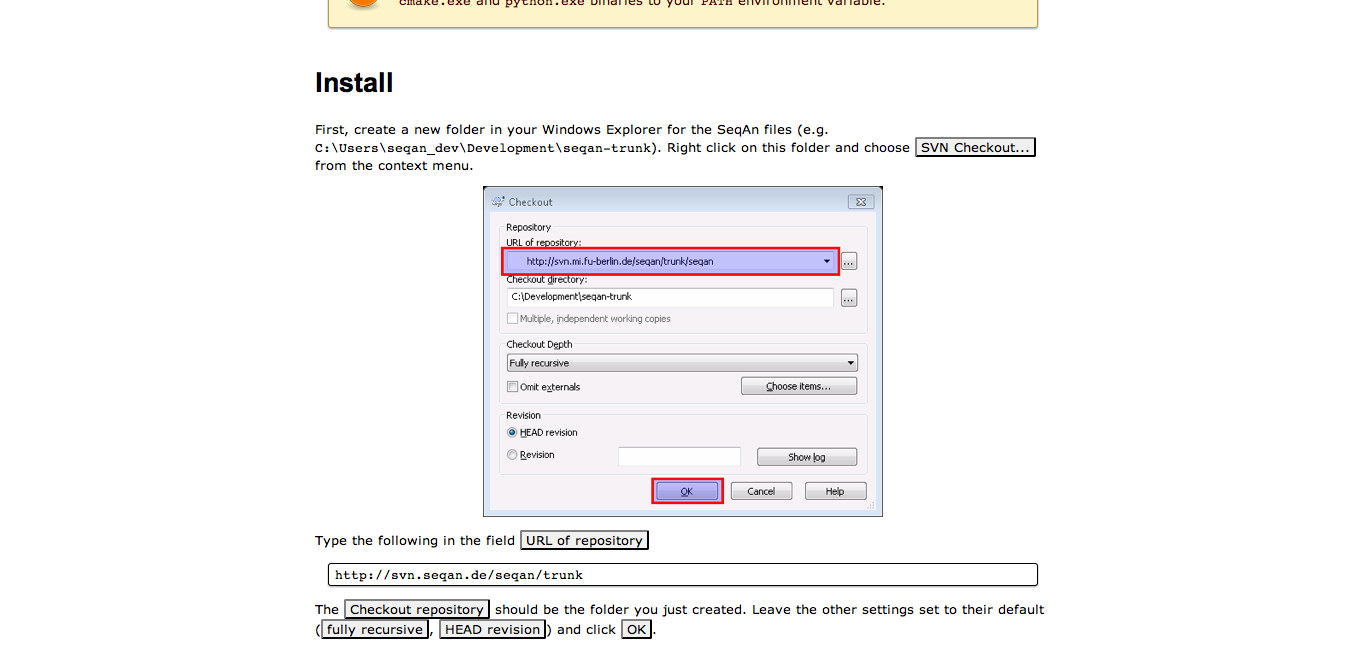 cmake.exe and python.exe binaries to your PATH environment variable.
Install
First, create a new folder in your Windows Explorer for the SeqAn files (e.g.
C:\Users\seqan_dev\Development\seqan-trunk). Right click on this folder and choose SVN Checkout...
from the context menu.
Checkout
Repository
URL of repository:
http://svn.mi.fu-berlin.de/seqan/trunk/seqan
...
Checkout directory:
C:\Development\seqan-trunk
...
Multiple, independent working copies
Checkout Depth
Fully recursive
Omit externals
Choose items...
Revision
HEAD revision
Revision
Show log
OK Cancel Help
Type the following in the field URL of repository
http://svn.seqan.de/seqan/trunk
The Checkout repository should be the folder you just created. Leave the other settings set to their default
(fully recursive, HEAD revision) and click OK.